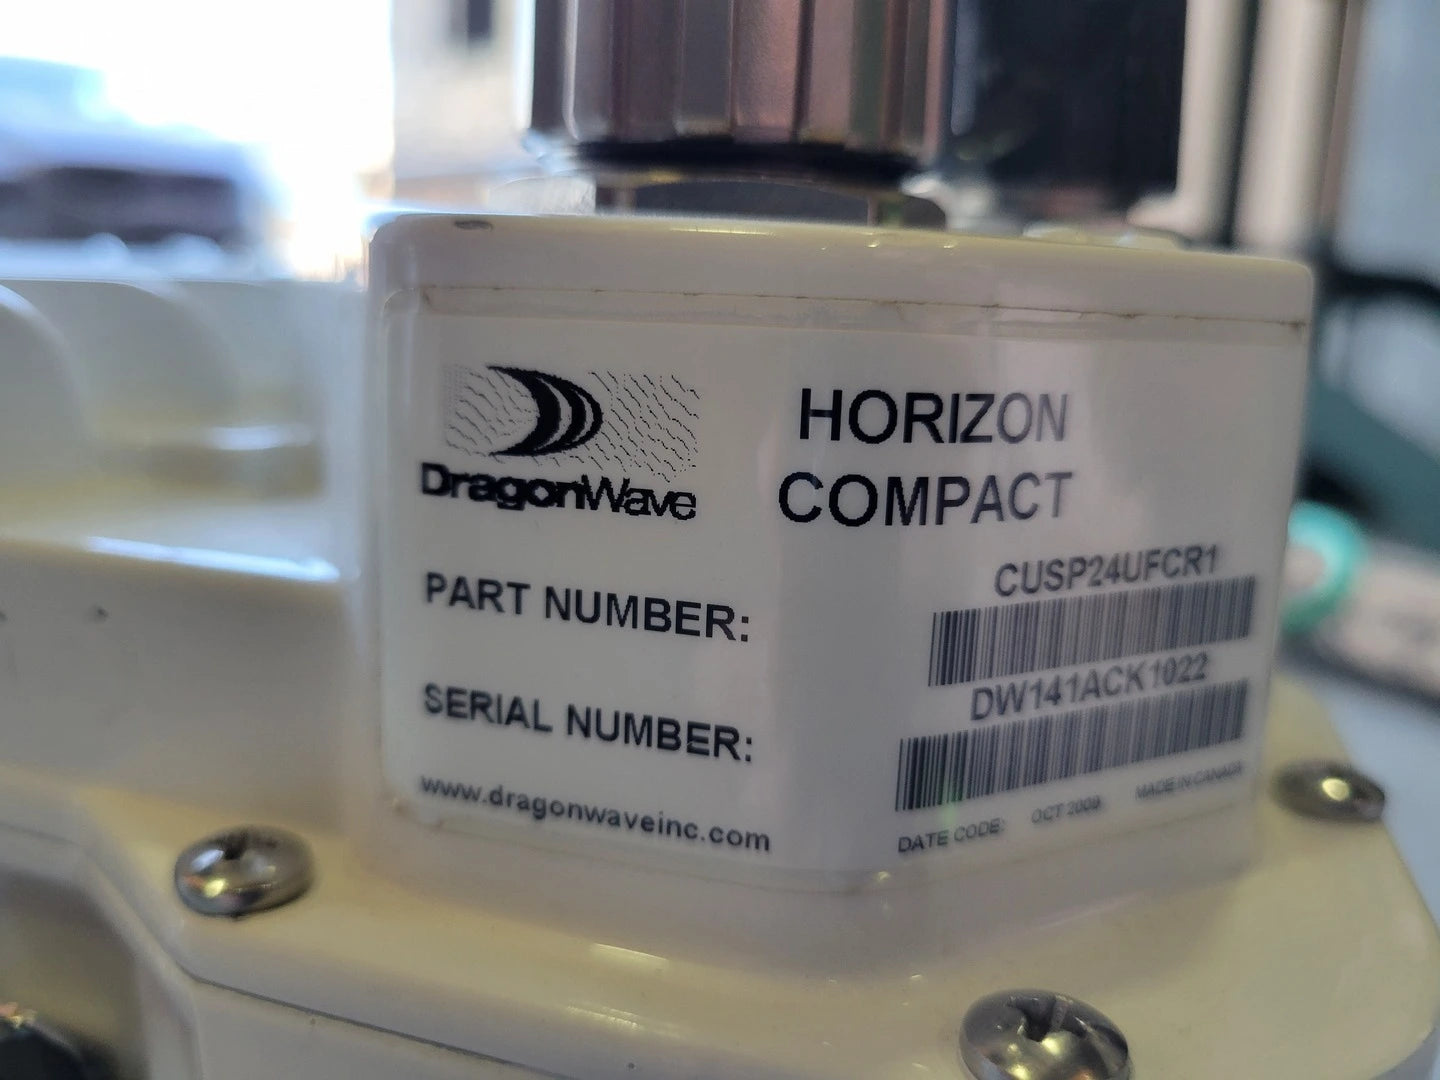 DragonWave
HORIZON
COMPACT
PART NUMBER:
CUSP24UFCR1
SERIAL NUMBER:
DW141ACK1022
www.dragonwaveinc.com
DATE CODE: OCT 2009 MADE IN CANADA